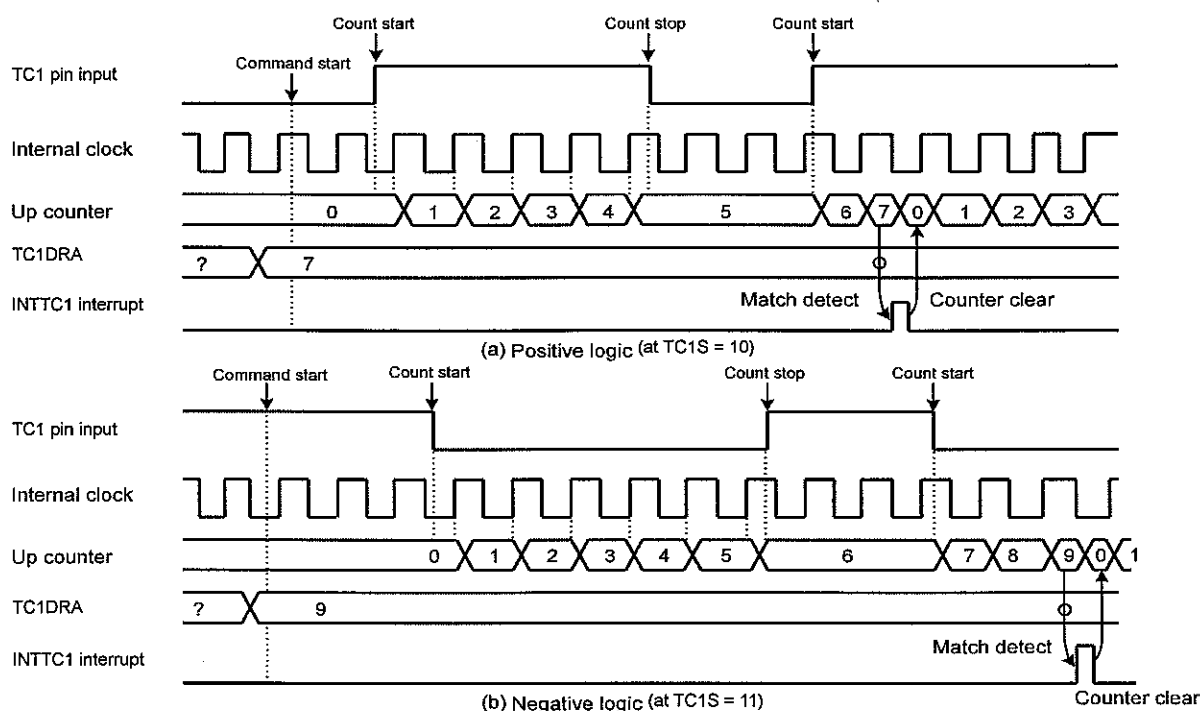 Count start Count stop Count start
Command start
TC1 pin input
Internal clock
Up counter 0 1 2 3 4 5 6 7 0 1 2 3
TC1DRA ? 7
INTTC1 interrupt Match detect Counter clear
(a) Positive logic (at TC1S = 10)
Command start Count start Count stop Count start
TC1 pin input
Internal clock
Up counter 0 1 2 3 4 5 6 7 8 9 0 1
TC1DRA ? 9
INTTC1 interrupt Match detect
Counter clear
(b) Negative logic (at TC1S = 11)